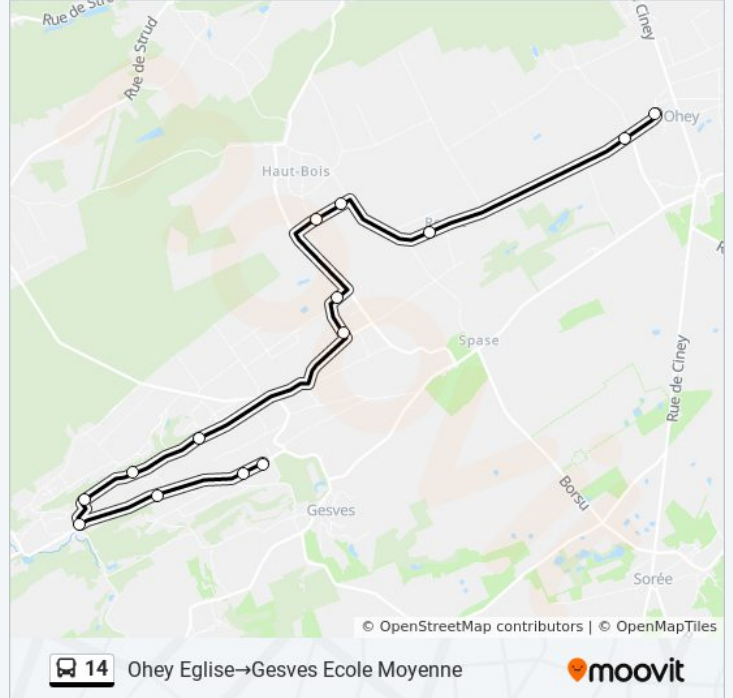 Rue de Strud
Ciney
Rue de Strud
Ohey
Haut-Bois
Spase
Rue de Ciney
Borsu
Gesves
Sorée
© OpenStreetMap contributors | © OpenMapTiles
14 Ohey Eglise→Gesves Ecole Moyenne moovit